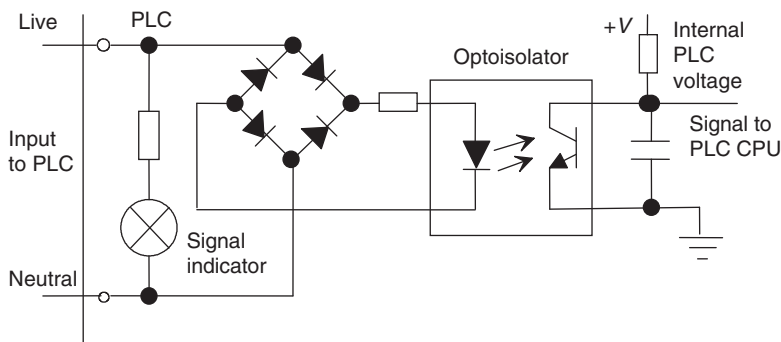 Live
PLC
+V
Internal
PLC
voltage
Optoisolator
Input
to PLC
Signal to
PLC CPU
Signal
indicator
Neutral